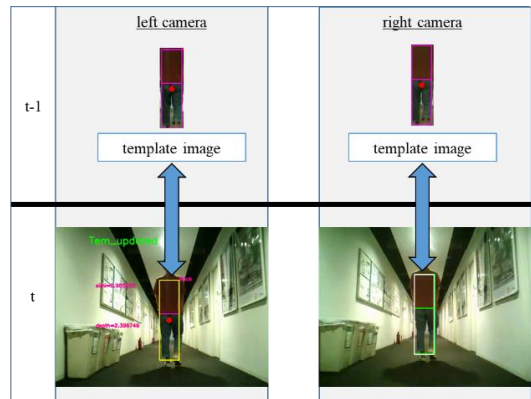 left camera
right camera
t-1
template image
template image
t
Tem_updated